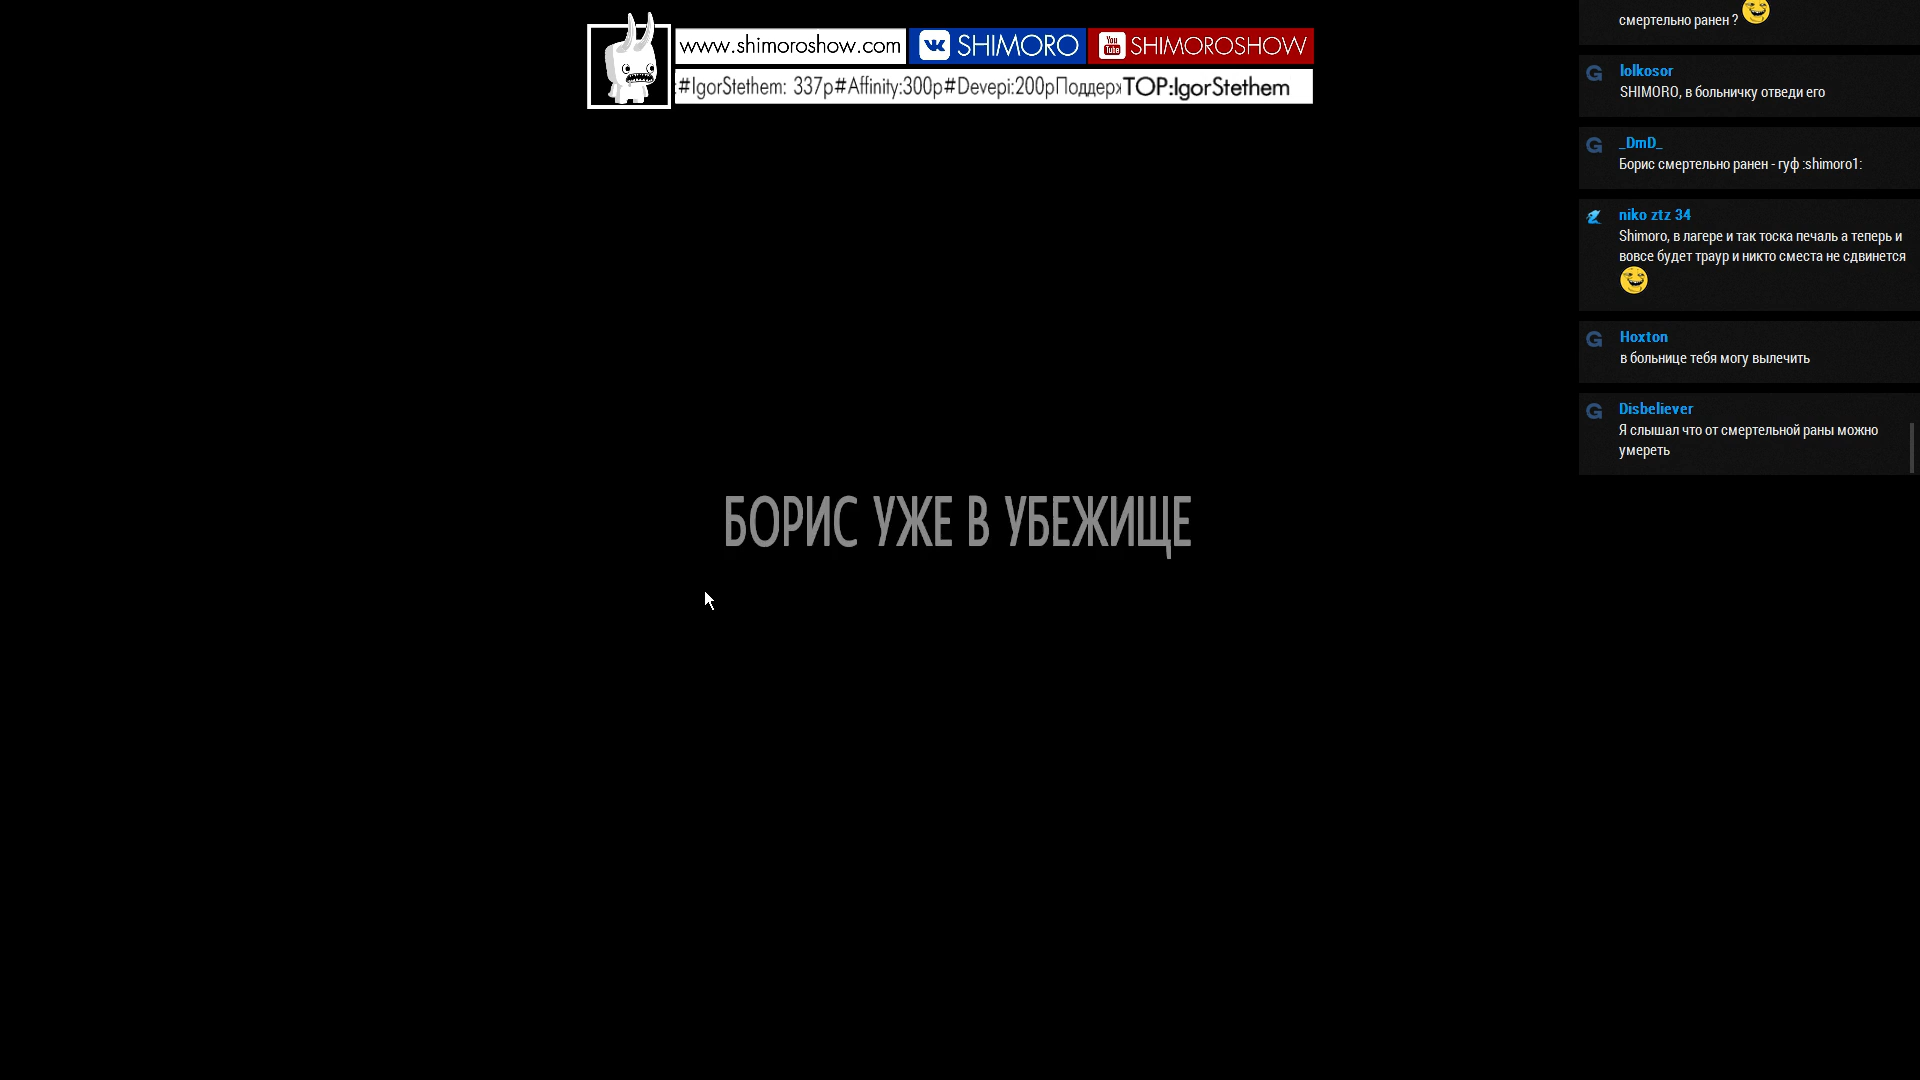 www.shimoroshow.com
SHIMORO
You Tube SHIMOROSHOW
#IgorStethem: 337р#Affinity:300р#Devepi:200рПоддерж
TOP:IgorStethem
смертельно ранен ?
lolkosor
SHIMORO, в больничку отведи его
_DmD_
Борис смертельно ранен - гуф :shimoro1:
niko ztz 34
Shimoro, в лагере и так тоска печаль а теперь и
вовсе будет траур и никто сместа не сдвинется
Hoxton
в больнице тебя могу вылечить
Disbeliever
Я слышал что от смертельной раны можно
умереть
БОРИС УЖЕ В УБЕЖИЩЕ